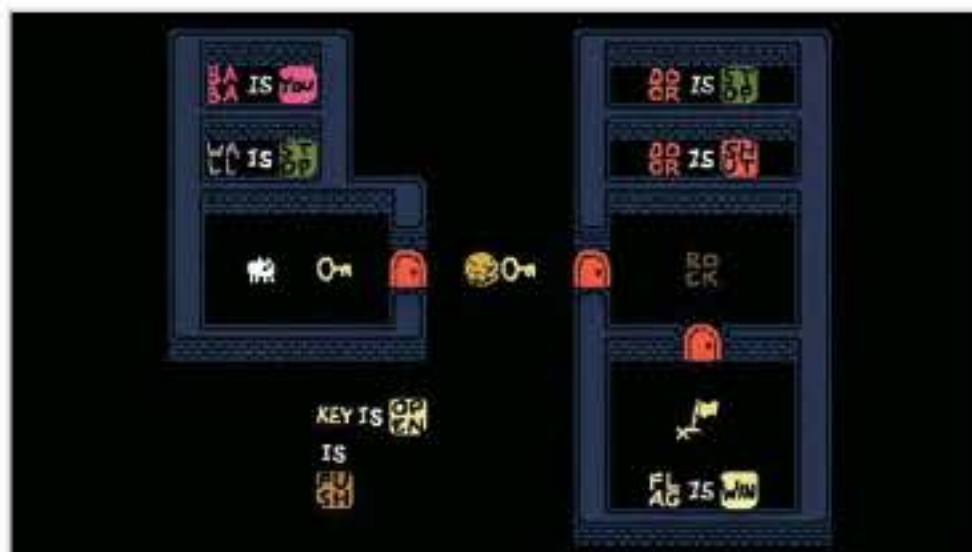 BABA IS YOU
WALL IS STOP
DOOR IS STOP
DOOR IS SHUT
ROCK
KEY IS OPEN
IS
PUSH
FLAG IS WIN